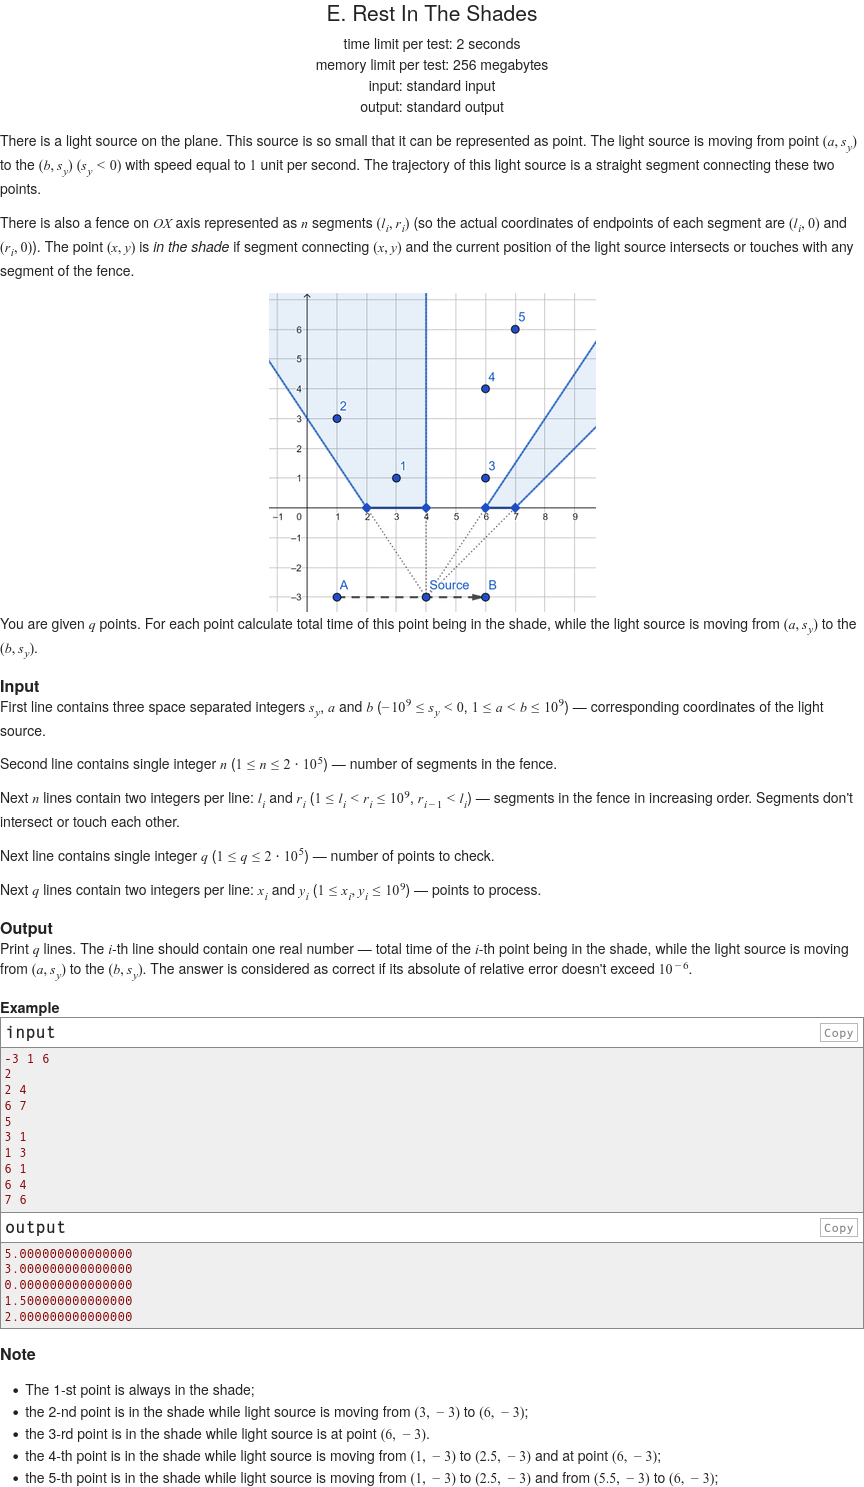 E. Rest In The Shades
time limit per test: 2 seconds
memory limit per test: 256 megabytes
input: standard input
output: standard output
There is a light source on the plane. This source is so small that it can be represented as point. The light source is moving from point (a, s_y)
to the (b, s_y) (s_y < 0) with speed equal to 1 unit per second. The trajectory of this light source is a straight segment connecting these two
points.
There is also a fence on OX axis represented as n segments (l_i, r_i) (so the actual coordinates of endpoints of each segment are (l_i, 0) and
(r_i, 0)). The point (x, y) is in the shade if segment connecting (x, y) and the current position of the light source intersects or touches with any
segment of the fence.
5
6
5
4
4
2
3
2
1
3
1
−1 0 1 2 3 4 5 6 7 8 9
−1
−2
A Source B
−3
You are given q points. For each point calculate total time of this point being in the shade, while the light source is moving from (a, s_y) to the
(b, s_y).
Input
First line contains three space separated integers s_y, a and b (−10^9 ≤ s_y < 0, 1 ≤ a < b ≤ 10^9) — corresponding coordinates of the light
source.
Second line contains single integer n (1 ≤ n ≤ 2 · 10^5) — number of segments in the fence.
Next n lines contain two integers per line: l_i and r_i (1 ≤ l_i < r_i ≤ 10^9, r_{i−1} < l_i) — segments in the fence in increasing order. Segments don't
intersect or touch each other.
Next line contains single integer q (1 ≤ q ≤ 2 · 10^5) — number of points to check.
Next q lines contain two integers per line: x_i and y_i (1 ≤ x_i, y_i ≤ 10^9) — points to process.
Output
Print q lines. The i-th line should contain one real number — total time of the i-th point being in the shade, while the light source is moving
from (a, s_y) to the (b, s_y). The answer is considered as correct if its absolute of relative error doesn't exceed 10^−6.
Example
input Copy
-3 1 6
2
2 4
6 7
5
3 1
1 3
6 1
6 4
7 6
output Copy
5.000000000000000
3.000000000000000
0.000000000000000
1.500000000000000
2.000000000000000
Note
• The 1-st point is always in the shade;
• the 2-nd point is in the shade while light source is moving from (3, −3) to (6, −3);
• the 3-rd point is in the shade while light source is at point (6, −3).
• the 4-th point is in the shade while light source is moving from (1, −3) to (2.5, −3) and at point (6, −3);
• the 5-th point is in the shade while light source is moving from (1, −3) to (2.5, −3) and from (5.5, −3) to (6, −3);